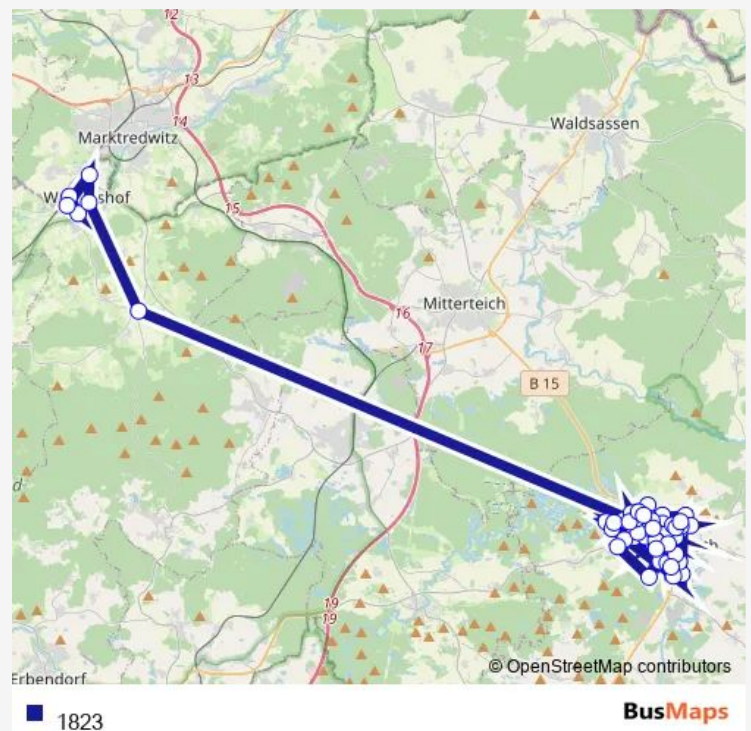 12
13
14
Marktredwitz
Waldsassen
15
Mitterteich
16
17
B 15
19
19
Erbendorf
© OpenStreetMap contributors
1823
BusMaps